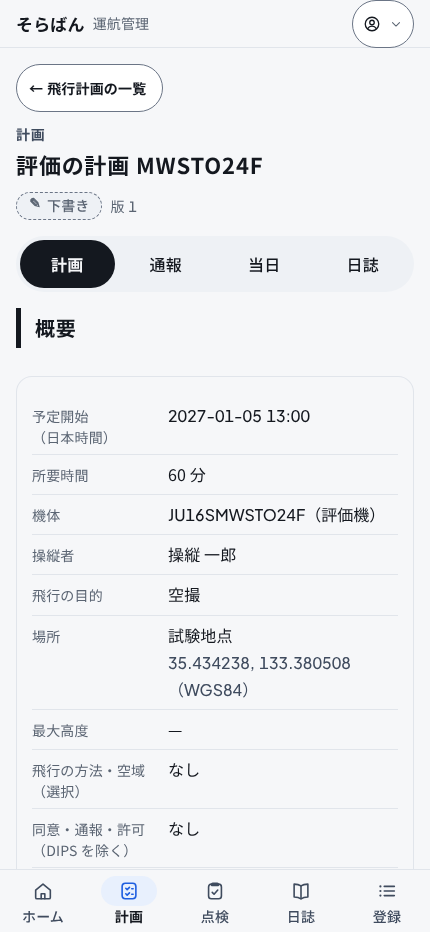 そらばん 運航管理
← 飛行計画の一覧
計画
評価の計画 MWSTO24F
✎ 下書き 版 1
計画 通報 当日 日誌
概要
予定開始 2027-01-05 13:00
（日本時間）
所要時間 60 分
機体 JU16SMWSTO24F（評価機）
操縦者 操縦 一郎
飛行の目的 空撮
場所 試験地点
35.434238, 133.380508
（WGS84）
最大高度 —
飛行の方法・空域 なし
（選択）
同意・通報・許可 なし
（DIPS を除く）
ホーム 計画 点検 日誌 登録